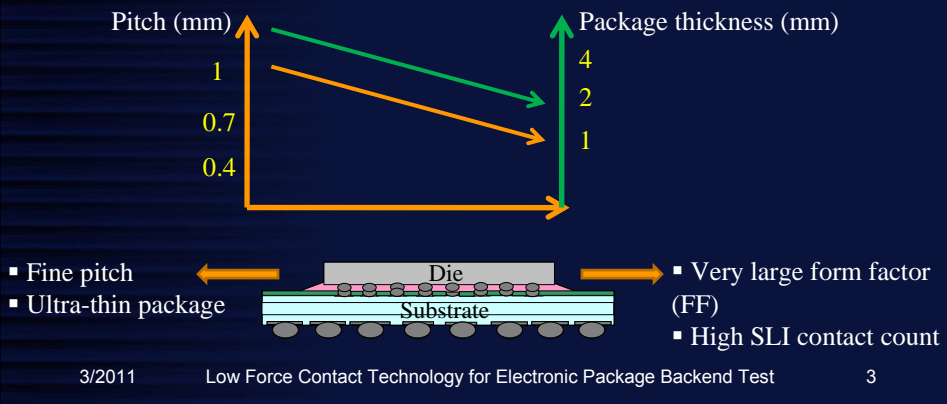 Pitch (mm)
1
0.7
0.4
Package thickness (mm)
4
2
1
▪ Fine pitch
▪ Ultra-thin package
Die
Substrate
▪ Very large form factor
(FF)
▪ High SLI contact count
3/2011 Low Force Contact Technology for Electronic Package Backend Test 3